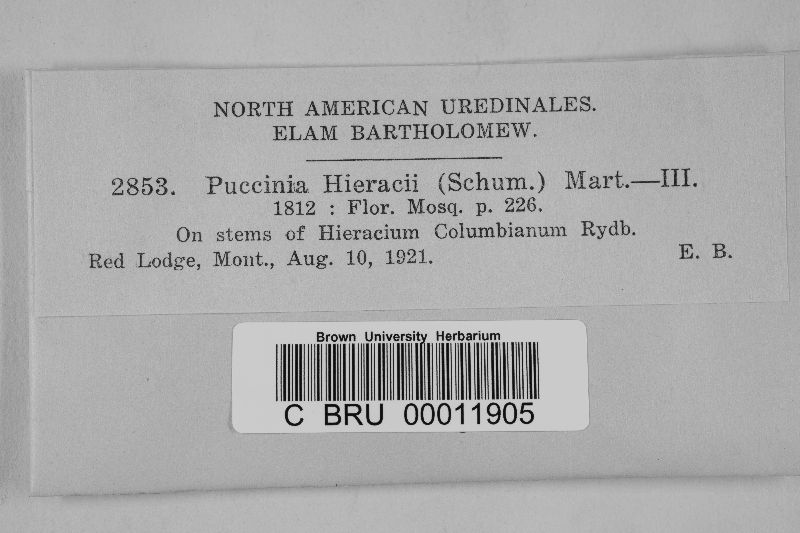 NORTH AMERICAN UREDINALES.
ELAM BARTHOLOMEW.
2853. Puccinia Hieracii (Schum.) Mart.—III.
1812 : Flor. Mosq. p. 226.
On stems of Hieracium Columbianum Rydb.
Red Lodge, Mont., Aug. 10, 1921. E. B.
Brown University Herbarium
C BRU 00011905